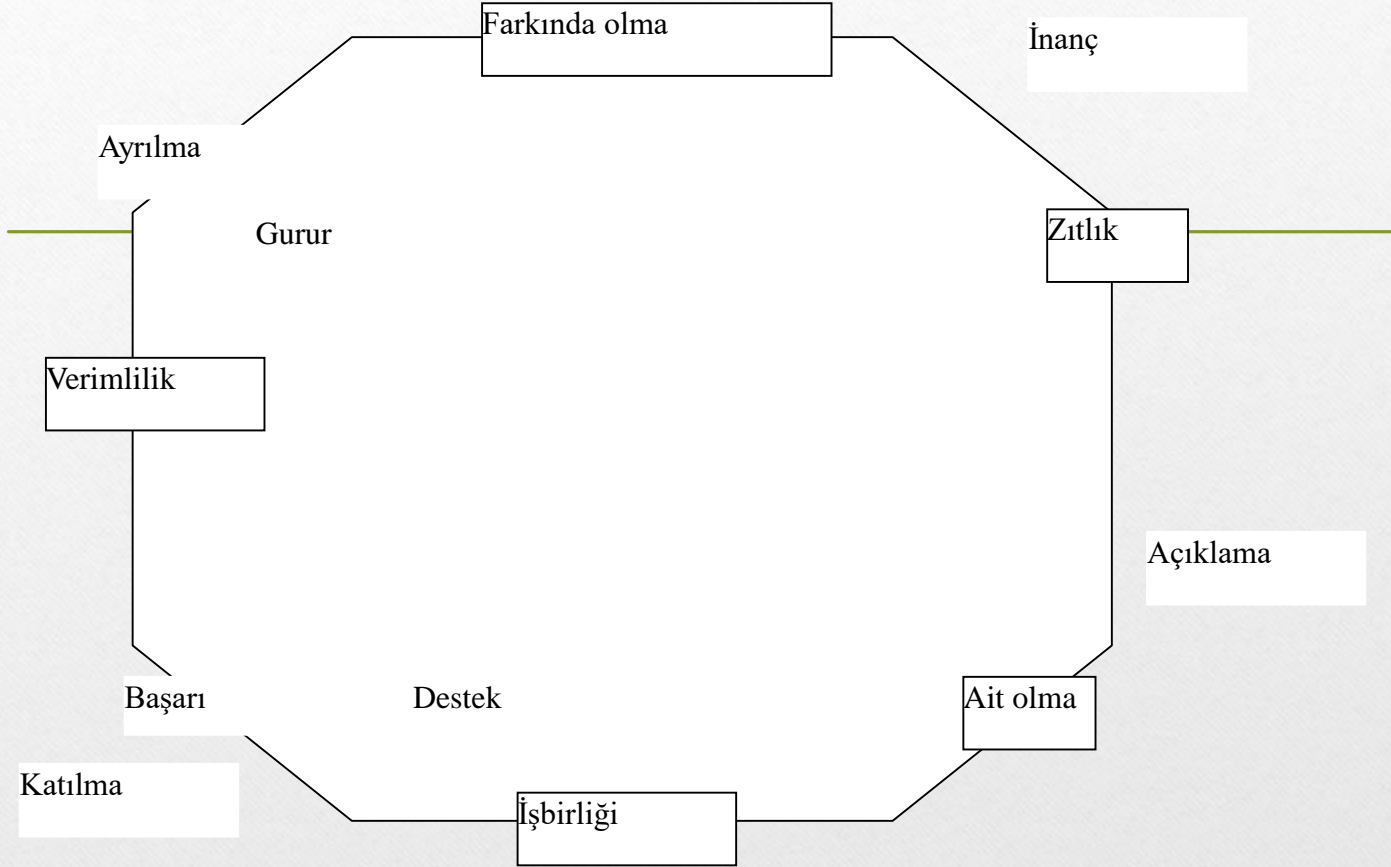 Farkında olma
İnanç
Ayrılma
Gurur
Zıtlık
Verimlilik
Açıklama
Başarı
Destek
Ait olma
Katılma
İşbirliği